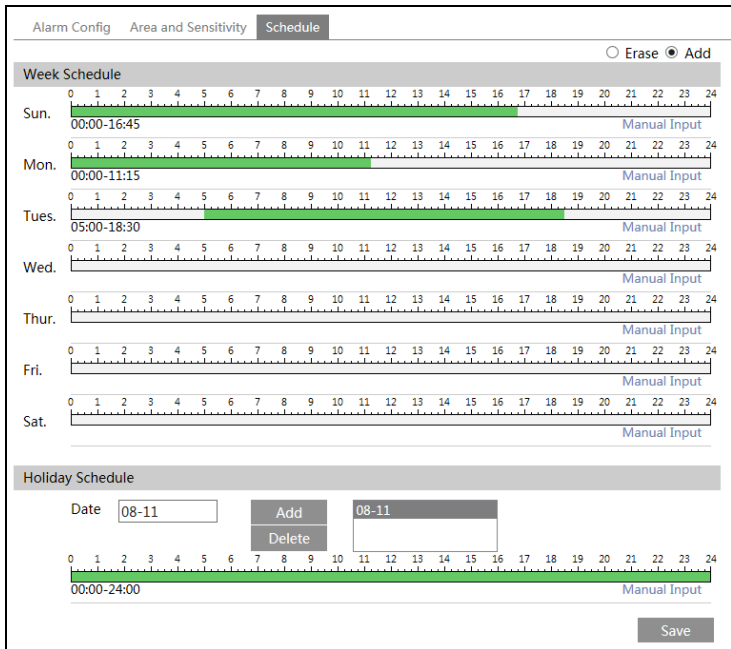 Alarm Config Area and Sensitivity Schedule
Erase Add
Week Schedule
0 1 2 3 4 5 6 7 8 9 10 11 12 13 14 15 16 17 18 19 20 21 22 23 24
Sun.
00:00-16:45 Manual Input
0 1 2 3 4 5 6 7 8 9 10 11 12 13 14 15 16 17 18 19 20 21 22 23 24
Mon.
00:00-11:15 Manual Input
0 1 2 3 4 5 6 7 8 9 10 11 12 13 14 15 16 17 18 19 20 21 22 23 24
Tues.
05:00-18:30 Manual Input
0 1 2 3 4 5 6 7 8 9 10 11 12 13 14 15 16 17 18 19 20 21 22 23 24
Wed.
Manual Input
0 1 2 3 4 5 6 7 8 9 10 11 12 13 14 15 16 17 18 19 20 21 22 23 24
Thur.
Manual Input
0 1 2 3 4 5 6 7 8 9 10 11 12 13 14 15 16 17 18 19 20 21 22 23 24
Fri.
Manual Input
0 1 2 3 4 5 6 7 8 9 10 11 12 13 14 15 16 17 18 19 20 21 22 23 24
Sat.
Manual Input
Holiday Schedule
Date 08-11 Add 08-11
Delete
0 1 2 3 4 5 6 7 8 9 10 11 12 13 14 15 16 17 18 19 20 21 22 23 24
00:00-24:00 Manual Input
Save